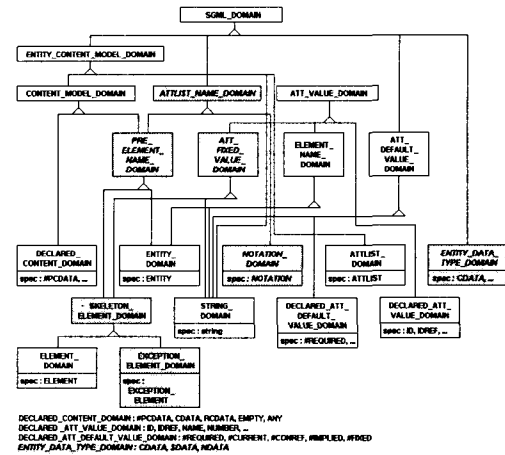 SGML_DOMAIN
ENTITY_CONTENT_MODEL_DOMAIN
CONTENT_MODEL_DOMAIN
ATTLIST_NAME_DOMAIN
ATT_VALUE_DOMAIN
PRE_
ELEMENT_
NAME_
DOMAIN
ATT_
FIXED_
VALUE_
DOMAIN
ELEMENT_
NAME_
DOMAIN
ATT_
DEFAULT_
VALUE_
DOMAIN
DECLARED_
CONTENT_DOMAIN
spec : #PCDATA, ...
ENTITY_DOMAIN
spec : ENTITY
NOTATION_
DOMAIN
spec : NOTATION
ATTLIST_
DOMAIN
spec : ATTLIST
ENTITY_DATA_
TYPE_DOMAIN
spec : CDATA, ...
SKELETON_
ELEMENT_DOMAIN
STRING_
DOMAIN
spec : string
DECLARED_ATT_
DEFAULT_
VALUE_DOMAIN
spec : #REQUIRED, ...
DECLARED_ATT_
VALUE_DOMAIN
spec : ID, IDREF, ...
ELEMENT_
DOMAIN
spec : ELEMENT
EXCEPTION_
ELEMENT_DOMAIN
spec :
EXCEPTION_
ELEMENT
DECLARED_CONTENT_DOMAIN : #PCDATA, CDATA, RCDATA, EMPTY, ANY
DECLARED_ATT_VALUE_DOMAIN : ID, IDREF, NAME, NUMBER, ...
DECLARED_ATT_DEFAULT_VALUE_DOMAIN : #REQUIRED, #CURRENT, #CONREF, #IMPLIED, #FIXED
ENTITY_DATA_TYPE_DOMAIN : CDATA, SDATA, NDATA